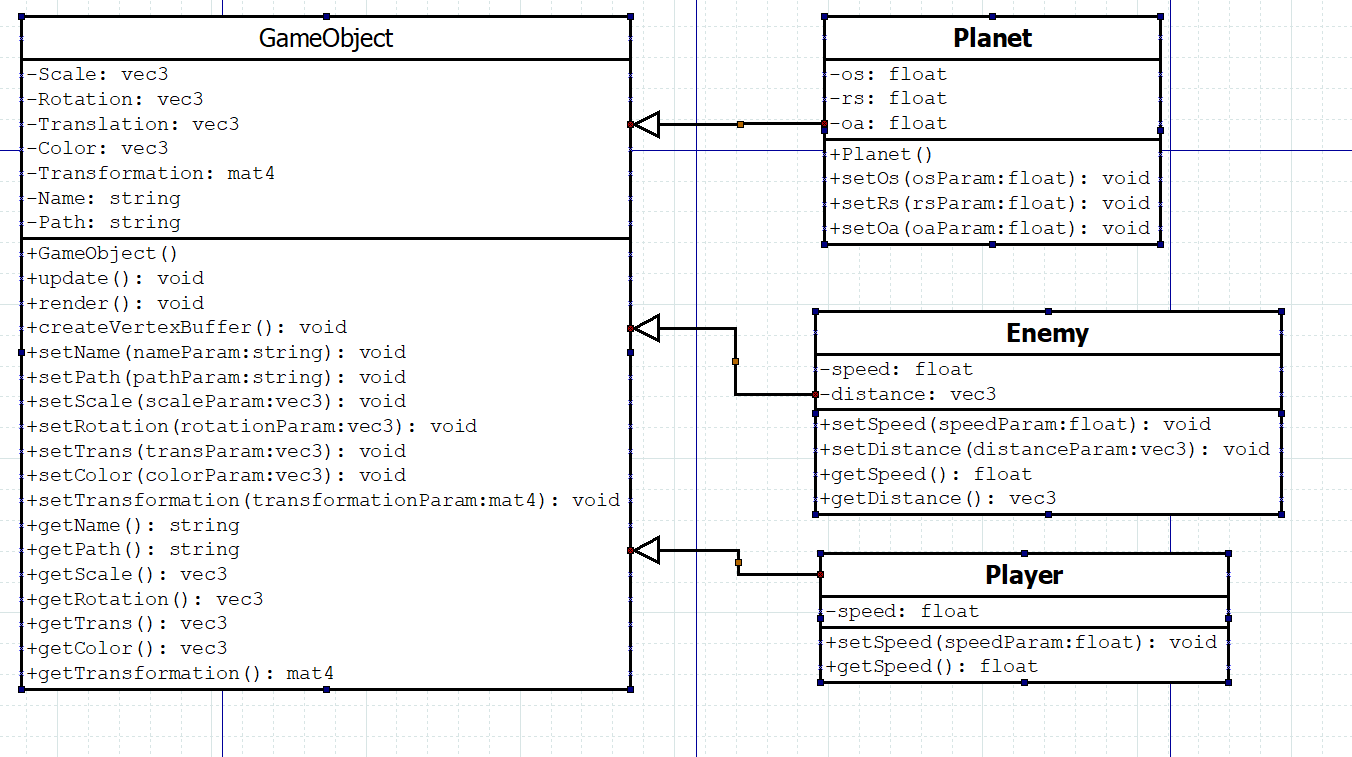 GameObject
-Scale: vec3
-Rotation: vec3
-Translation: vec3
-Color: vec3
-Transformation: mat4
-Name: string
-Path: string
+GameObject()
+update(): void
+render(): void
+createVertexBuffer(): void
+setName(nameParam:string): void
+setPath(pathParam:string): void
+setScale(scaleParam:vec3): void
+setRotation(rotationParam:vec3): void
+setTrans(transParam:vec3): void
+setColor(colorParam:vec3): void
+setTransformation(transformationParam:mat4): void
+getName(): string
+getPath(): string
+getScale(): vec3
+getRotation(): vec3
+getTrans(): vec3
+getColor(): vec3
+getTransformation(): mat4
Planet
-os: float
-rs: float
-oa: float
+Planet()
+setOs(osParam:float): void
+setRs(rsParam:float): void
+setOa(oaParam:float): void
Enemy
-speed: float
-distance: vec3
+setSpeed(speedParam:float): void
+setDistance(distanceParam:vec3): void
+getSpeed(): float
+getDistance(): vec3
Player
-speed: float
+setSpeed(speedParam:float): void
+getSpeed(): float